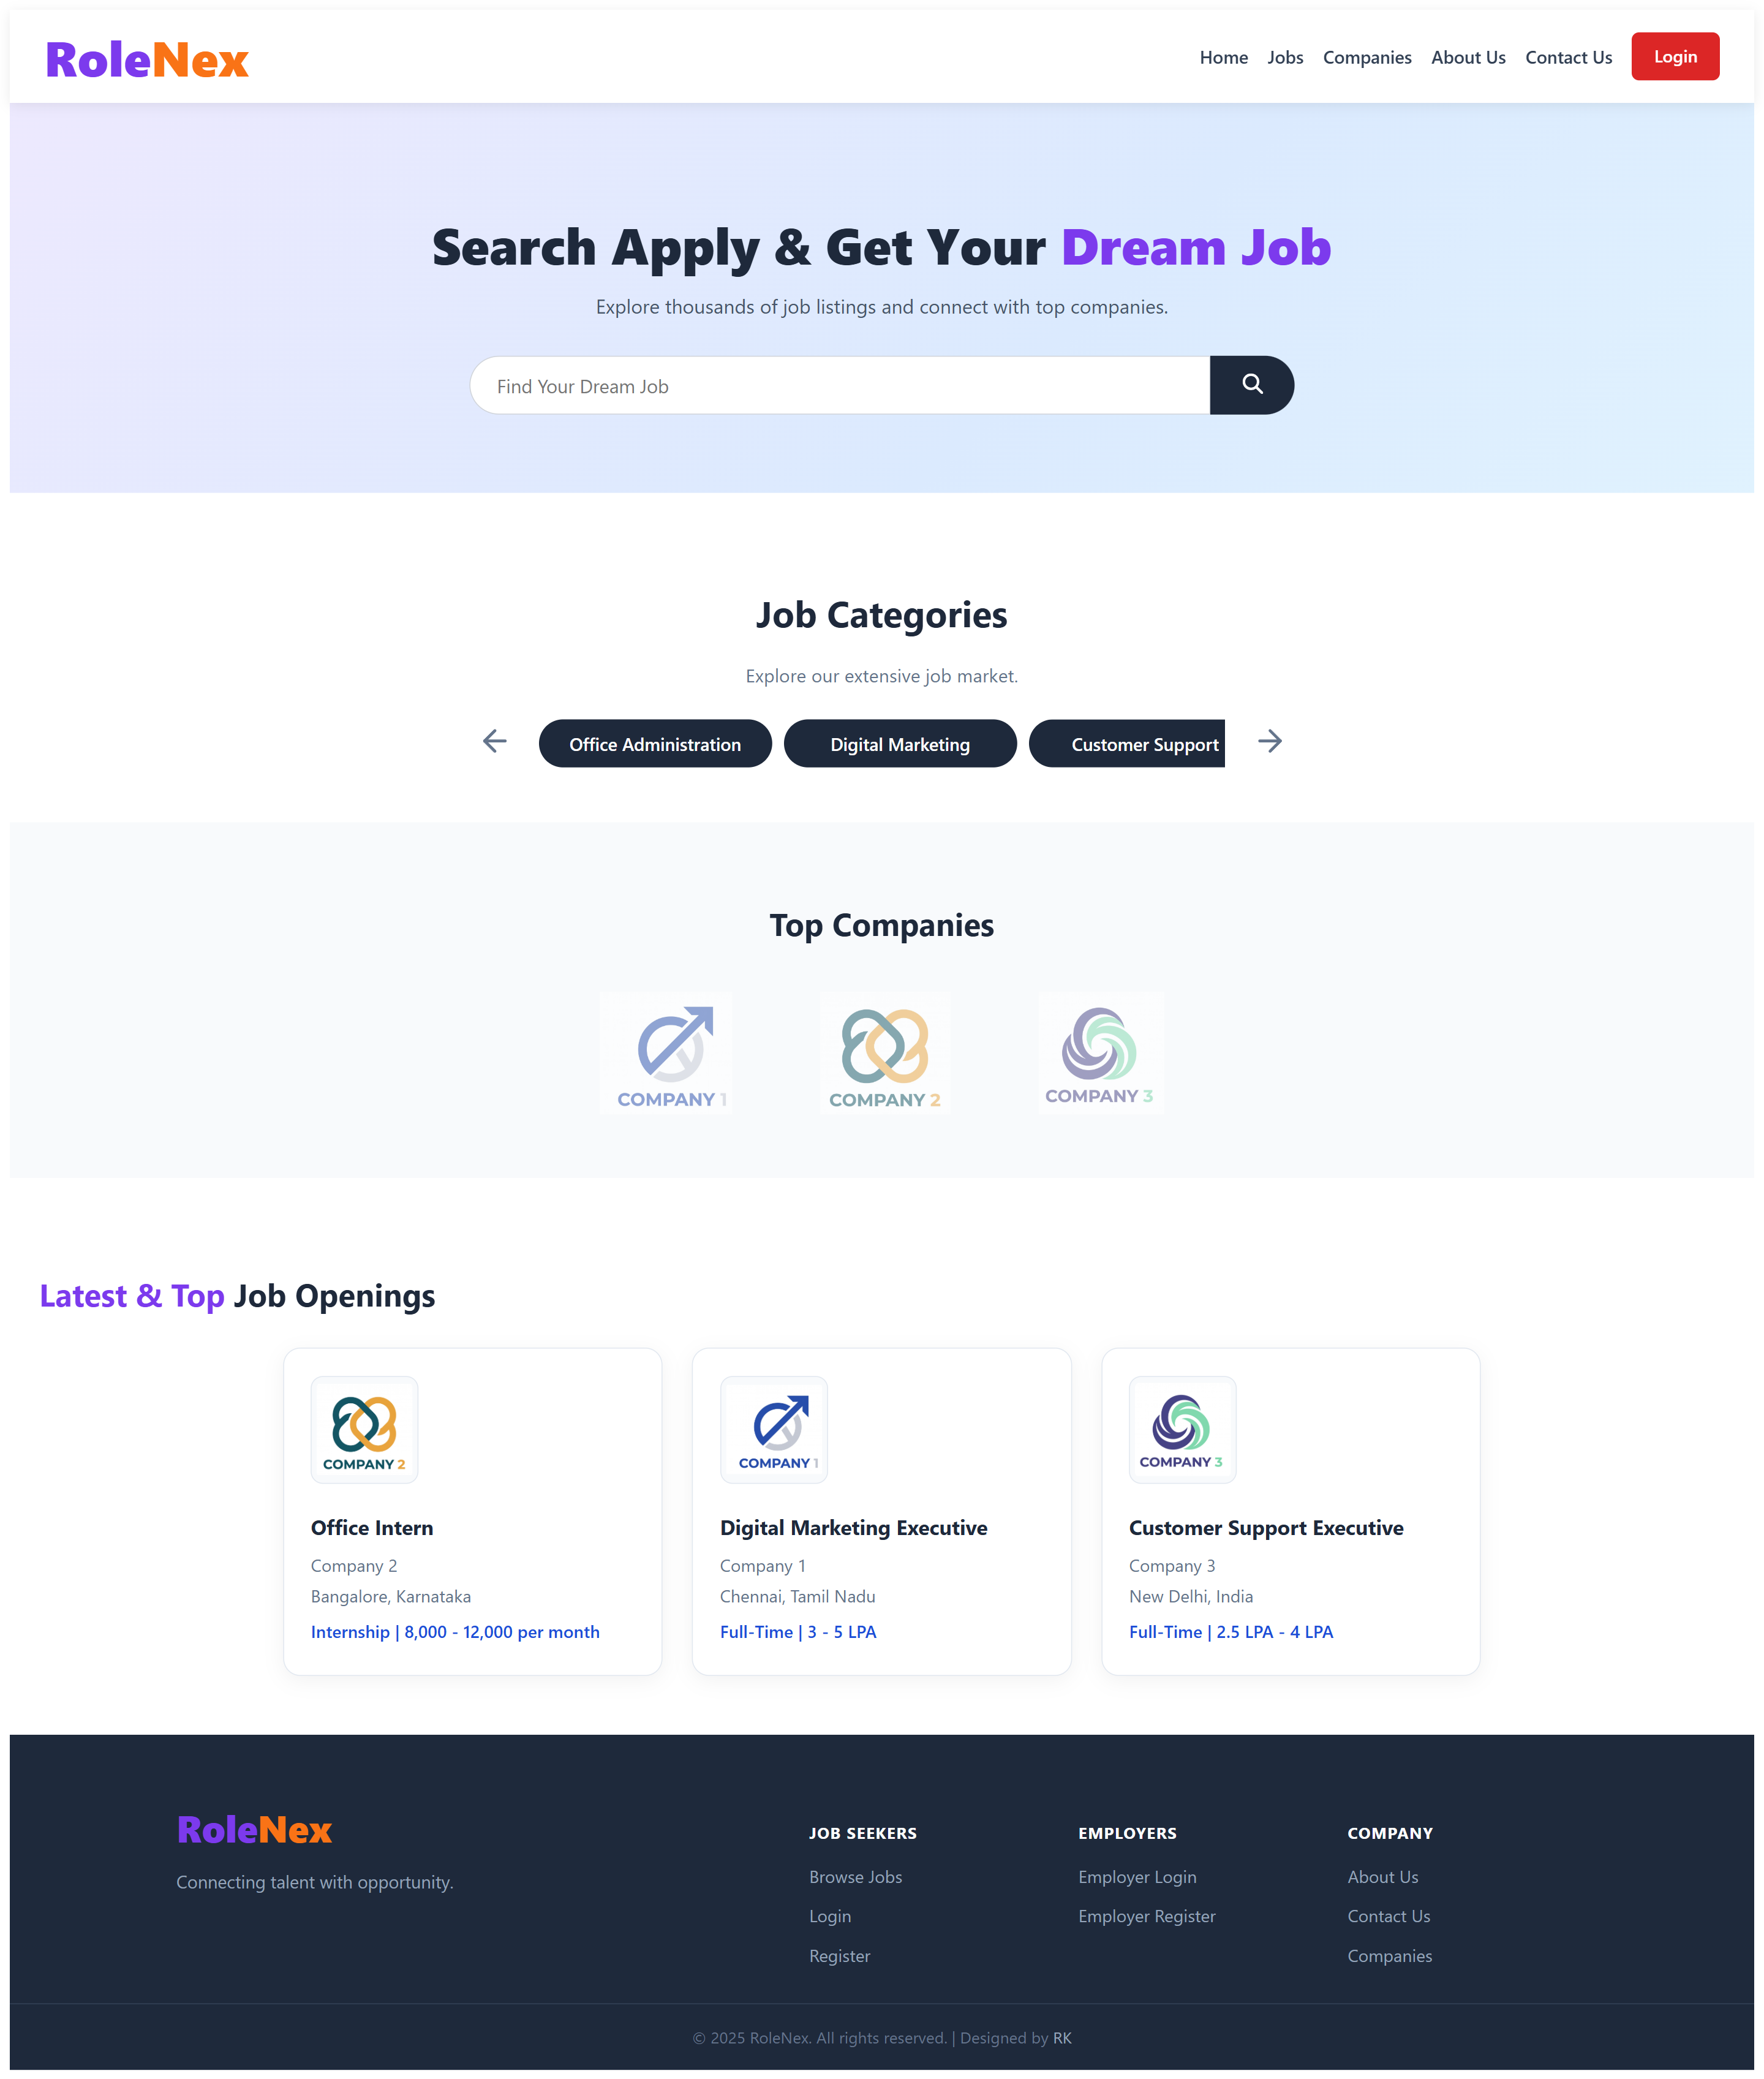 RoleNex
Home Jobs Companies About Us Contact Us Login
Search Apply & Get Your Dream Job
Explore thousands of job listings and connect with top companies.
Find Your Dream Job
Job Categories
Explore our extensive job market.
Office Administration Digital Marketing Customer Support
Top Companies
COMPANY 1 COMPANY 2 COMPANY 3
Latest & Top Job Openings
COMPANY 2
Office Intern
Company 2
Bangalore, Karnataka
Internship | 8,000 - 12,000 per month
COMPANY 1
Digital Marketing Executive
Company 1
Chennai, Tamil Nadu
Full-Time | 3 - 5 LPA
COMPANY 3
Customer Support Executive
Company 3
New Delhi, India
Full-Time | 2.5 LPA - 4 LPA
RoleNex
Connecting talent with opportunity.
JOB SEEKERS
Browse Jobs
Login
Register
EMPLOYERS
Employer Login
Employer Register
COMPANY
About Us
Contact Us
Companies
© 2025 RoleNex. All rights reserved. | Designed by RK